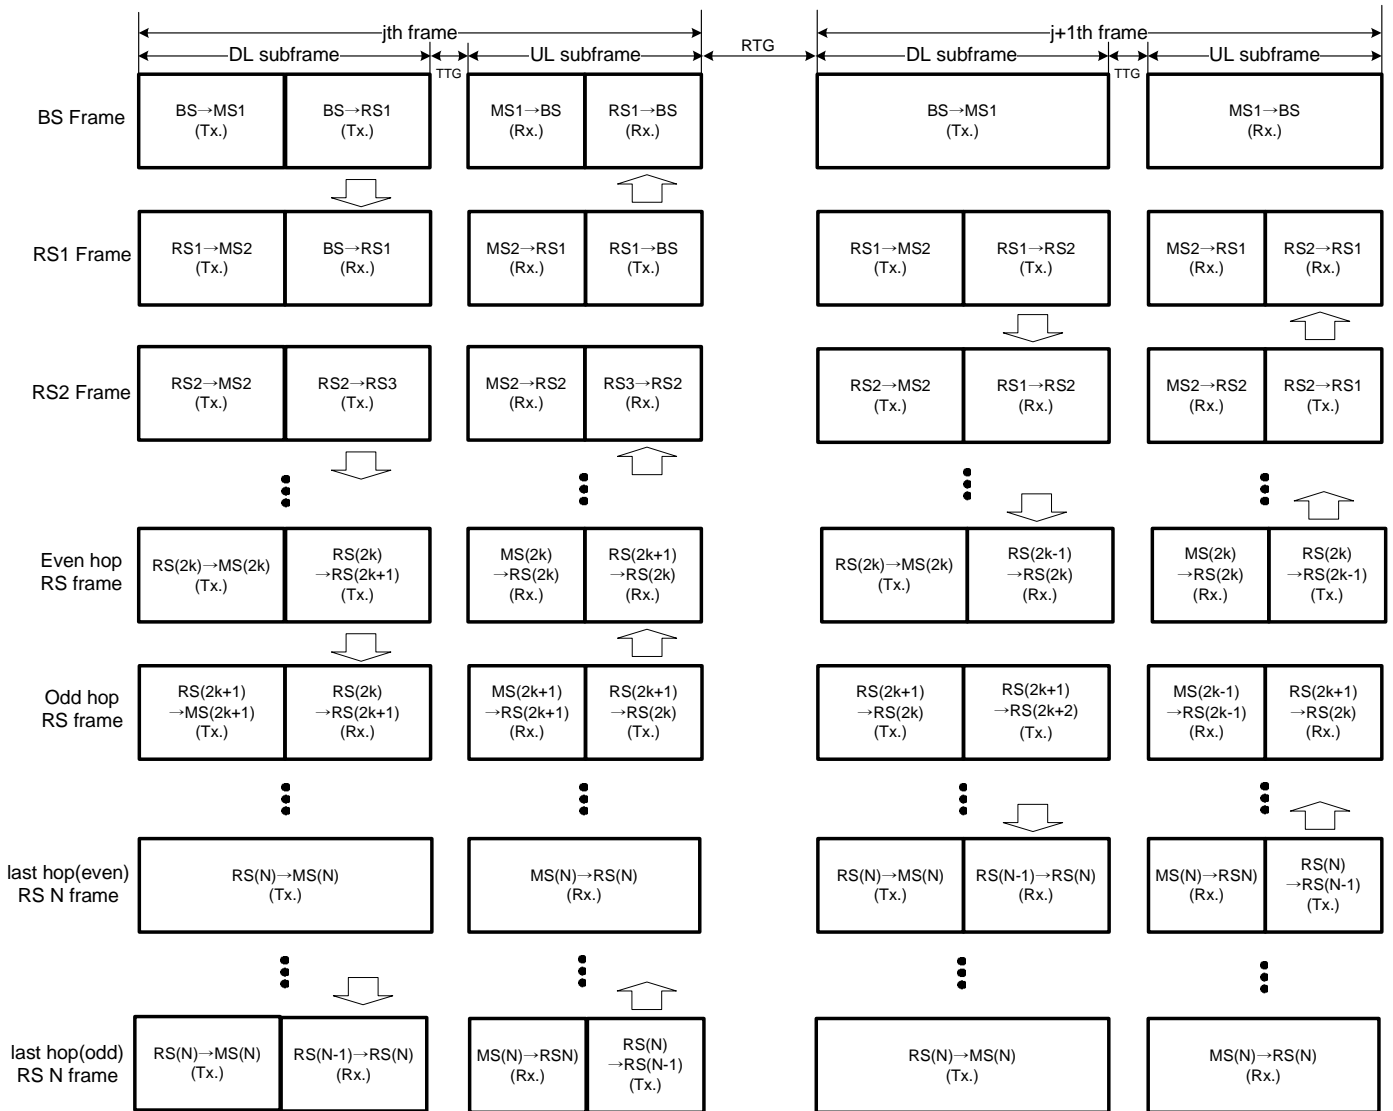 jth frame
j+1th frame
DL subframe
TTG
UL subframe
RTG
DL subframe
TTG
UL subframe
BS Frame
BS→MS1
(Tx.)
BS→RS1
(Tx.)
MS1→BS
(Rx.)
RS1→BS
(Rx.)
BS→MS1
(Tx.)
MS1→BS
(Rx.)
RS1 Frame
RS1→MS2
(Tx.)
BS→RS1
(Rx.)
MS2→RS1
(Rx.)
RS1→BS
(Tx.)
RS1→MS2
(Tx.)
RS1→RS2
(Tx.)
MS2→RS1
(Rx.)
RS2→RS1
(Rx.)
RS2 Frame
RS2→MS2
(Tx.)
RS2→RS3
(Tx.)
MS2→RS2
(Rx.)
RS3→RS2
(Rx.)
RS2→MS2
(Tx.)
RS1→RS2
(Rx.)
MS2→RS2
(Rx.)
RS2→RS1
(Tx.)
Even hop
RS frame
RS(2k)→MS(2k)
(Tx.)
RS(2k)
→RS(2k+1)
(Tx.)
MS(2k)
→RS(2k)
(Rx.)
RS(2k+1)
→RS(2k)
(Rx.)
RS(2k)→MS(2k)
(Tx.)
RS(2k-1)
→RS(2k)
(Rx.)
MS(2k)
→RS(2k)
(Rx.)
RS(2k)
→RS(2k-1)
(Tx.)
Odd hop
RS frame
RS(2k+1)
→MS(2k+1)
(Tx.)
RS(2k)
→RS(2k+1)
(Rx.)
MS(2k+1)
→RS(2k+1)
(Rx.)
RS(2k+1)
→RS(2k)
(Tx.)
RS(2k+1)
→RS(2k)
(Tx.)
RS(2k+1)
→RS(2k+2)
(Tx.)
MS(2k-1)
→RS(2k-1)
(Rx.)
RS(2k+1)
→RS(2k)
(Rx.)
last hop(even)
RS N frame
RS(N)→MS(N)
(Tx.)
MS(N)→RS(N)
(Rx.)
RS(N)→MS(N)
(Tx.)
RS(N-1)→RS(N)
(Rx.)
MS(N)→RSN)
(Rx.)
RS(N)
→RS(N-1)
(Tx.)
last hop(odd)
RS N frame
RS(N)→MS(N)
(Tx.)
RS(N-1)→RS(N)
(Rx.)
MS(N)→RSN)
(Rx.)
RS(N)
→RS(N-1)
(Tx.)
RS(N)→MS(N)
(Tx.)
MS(N)→RS(N)
(Rx.)